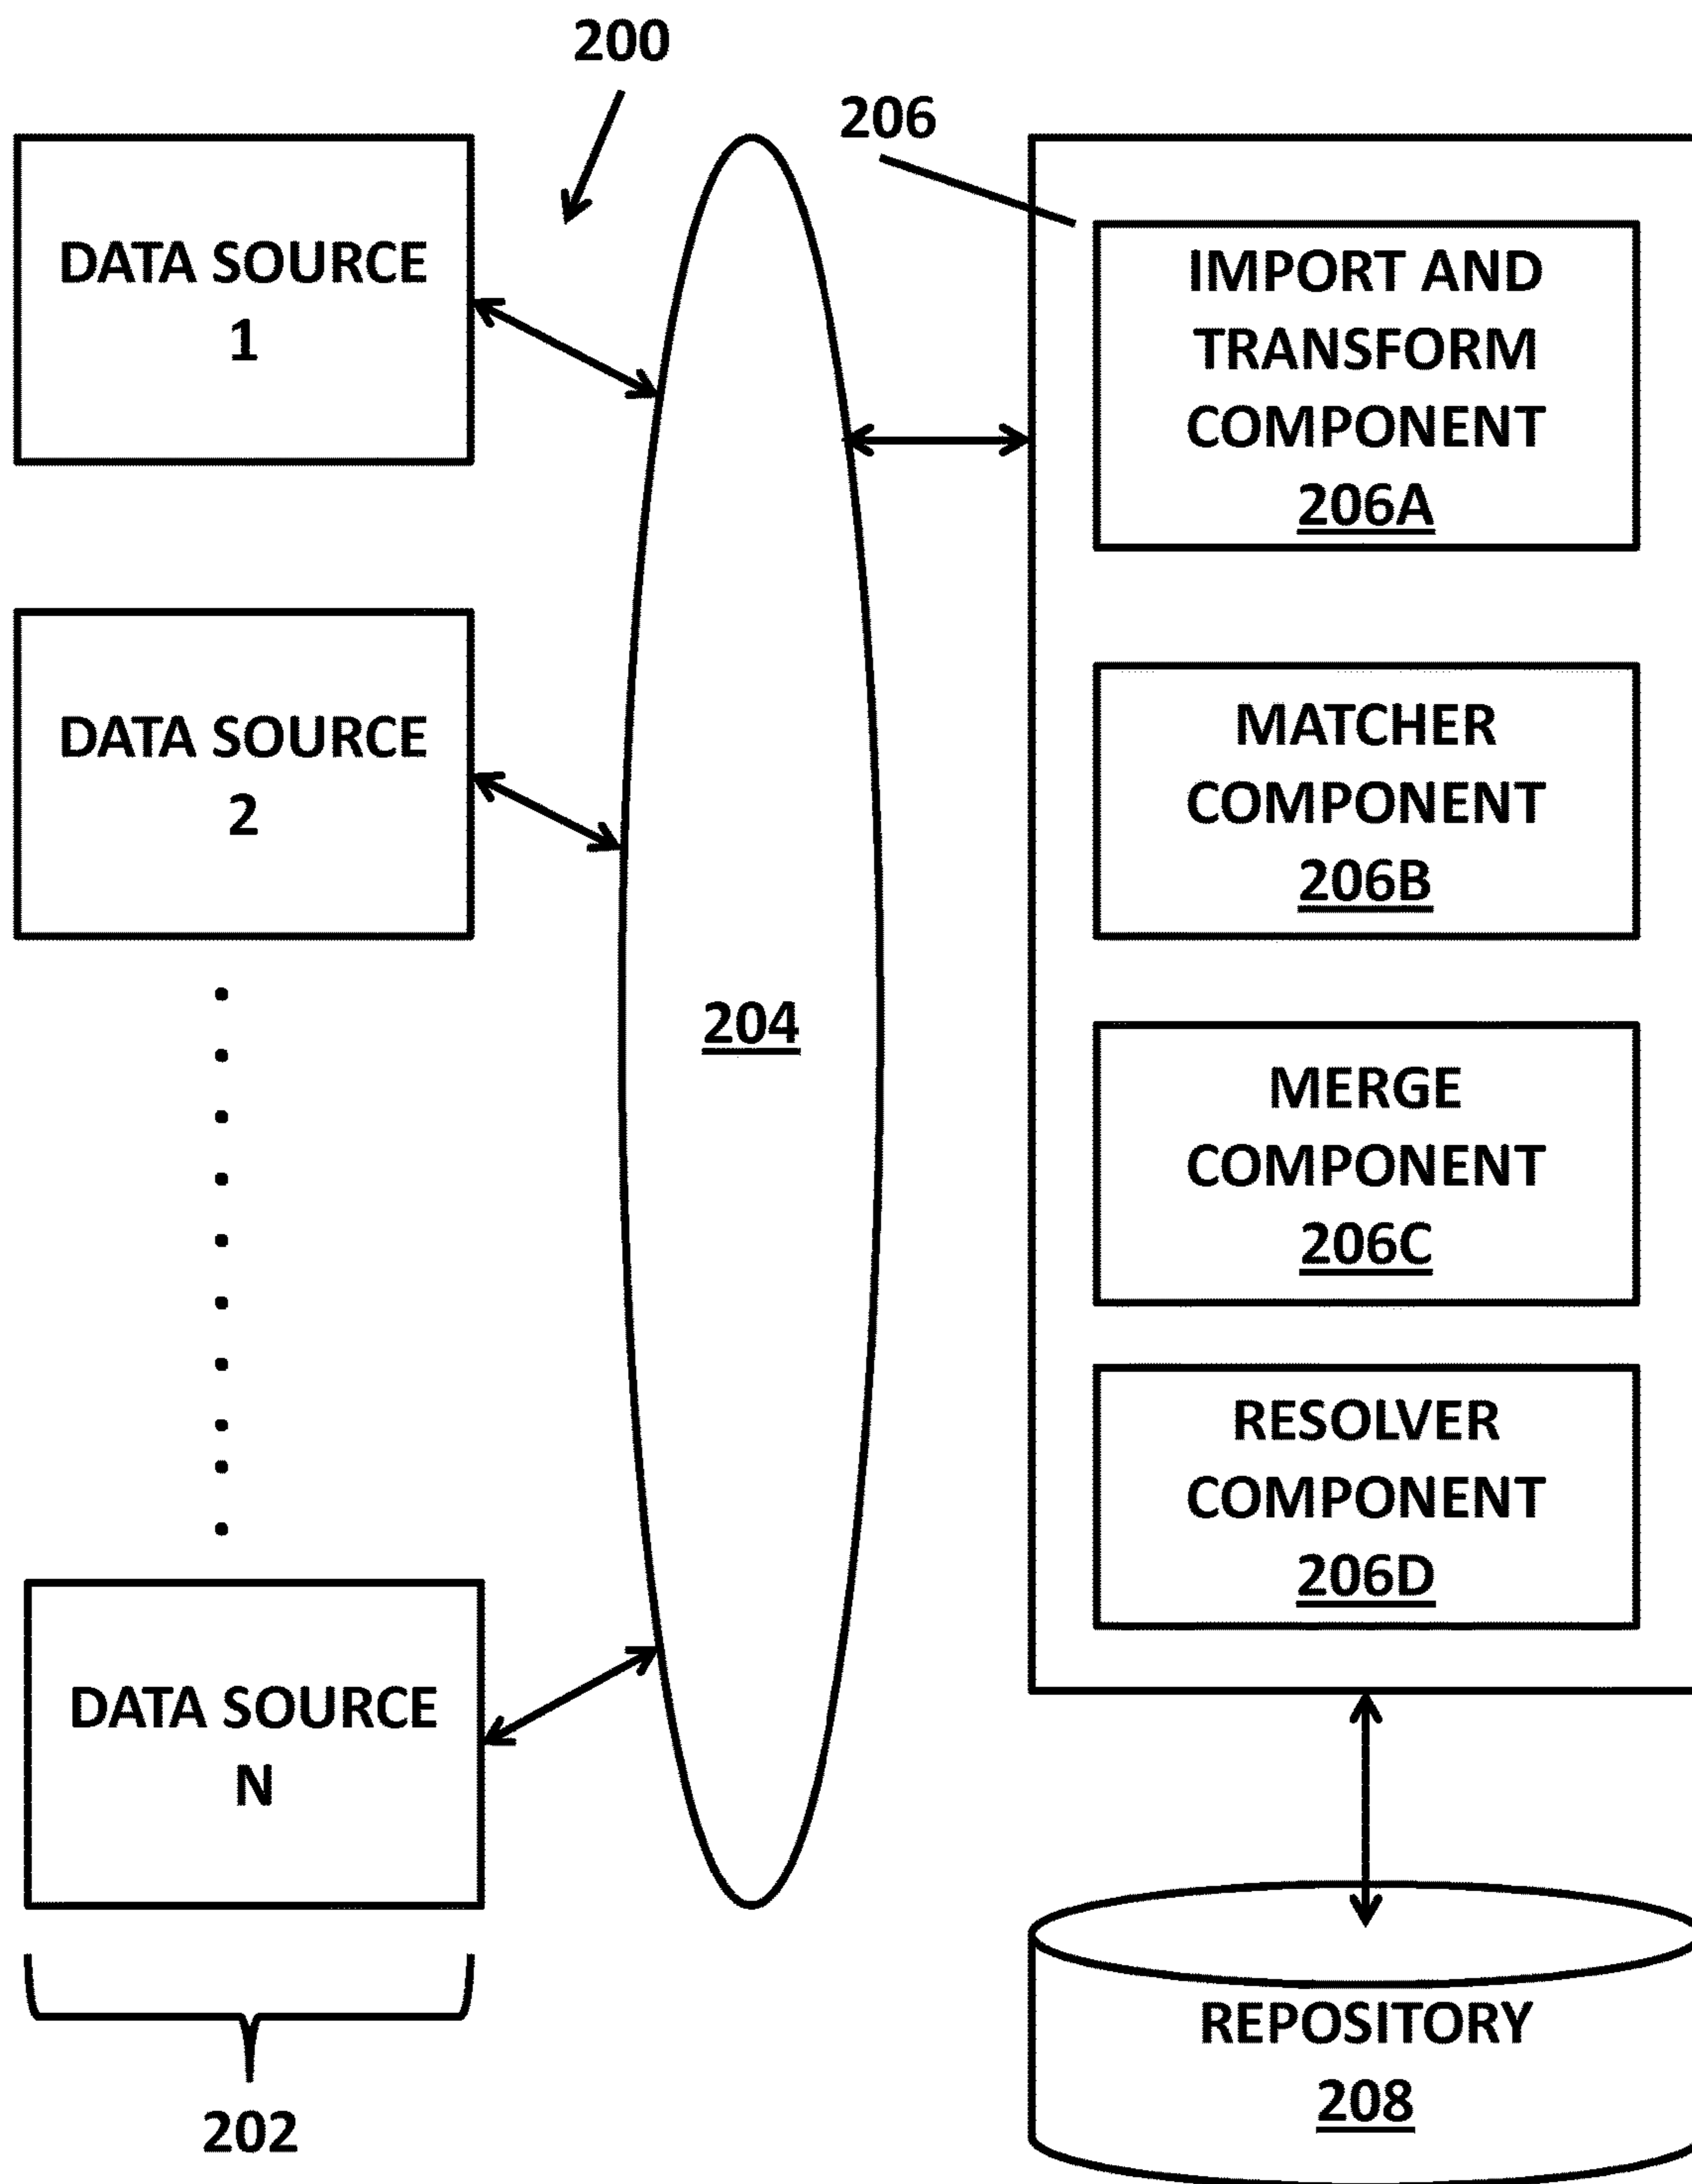 200
206
DATA SOURCE
1
DATA SOURCE
2
DATA SOURCE
N
202
204
IMPORT AND
TRANSFORM
COMPONENT
206A
MATCHER
COMPONENT
206B
MERGE
COMPONENT
206C
RESOLVER
COMPONENT
206D
REPOSITORY
208